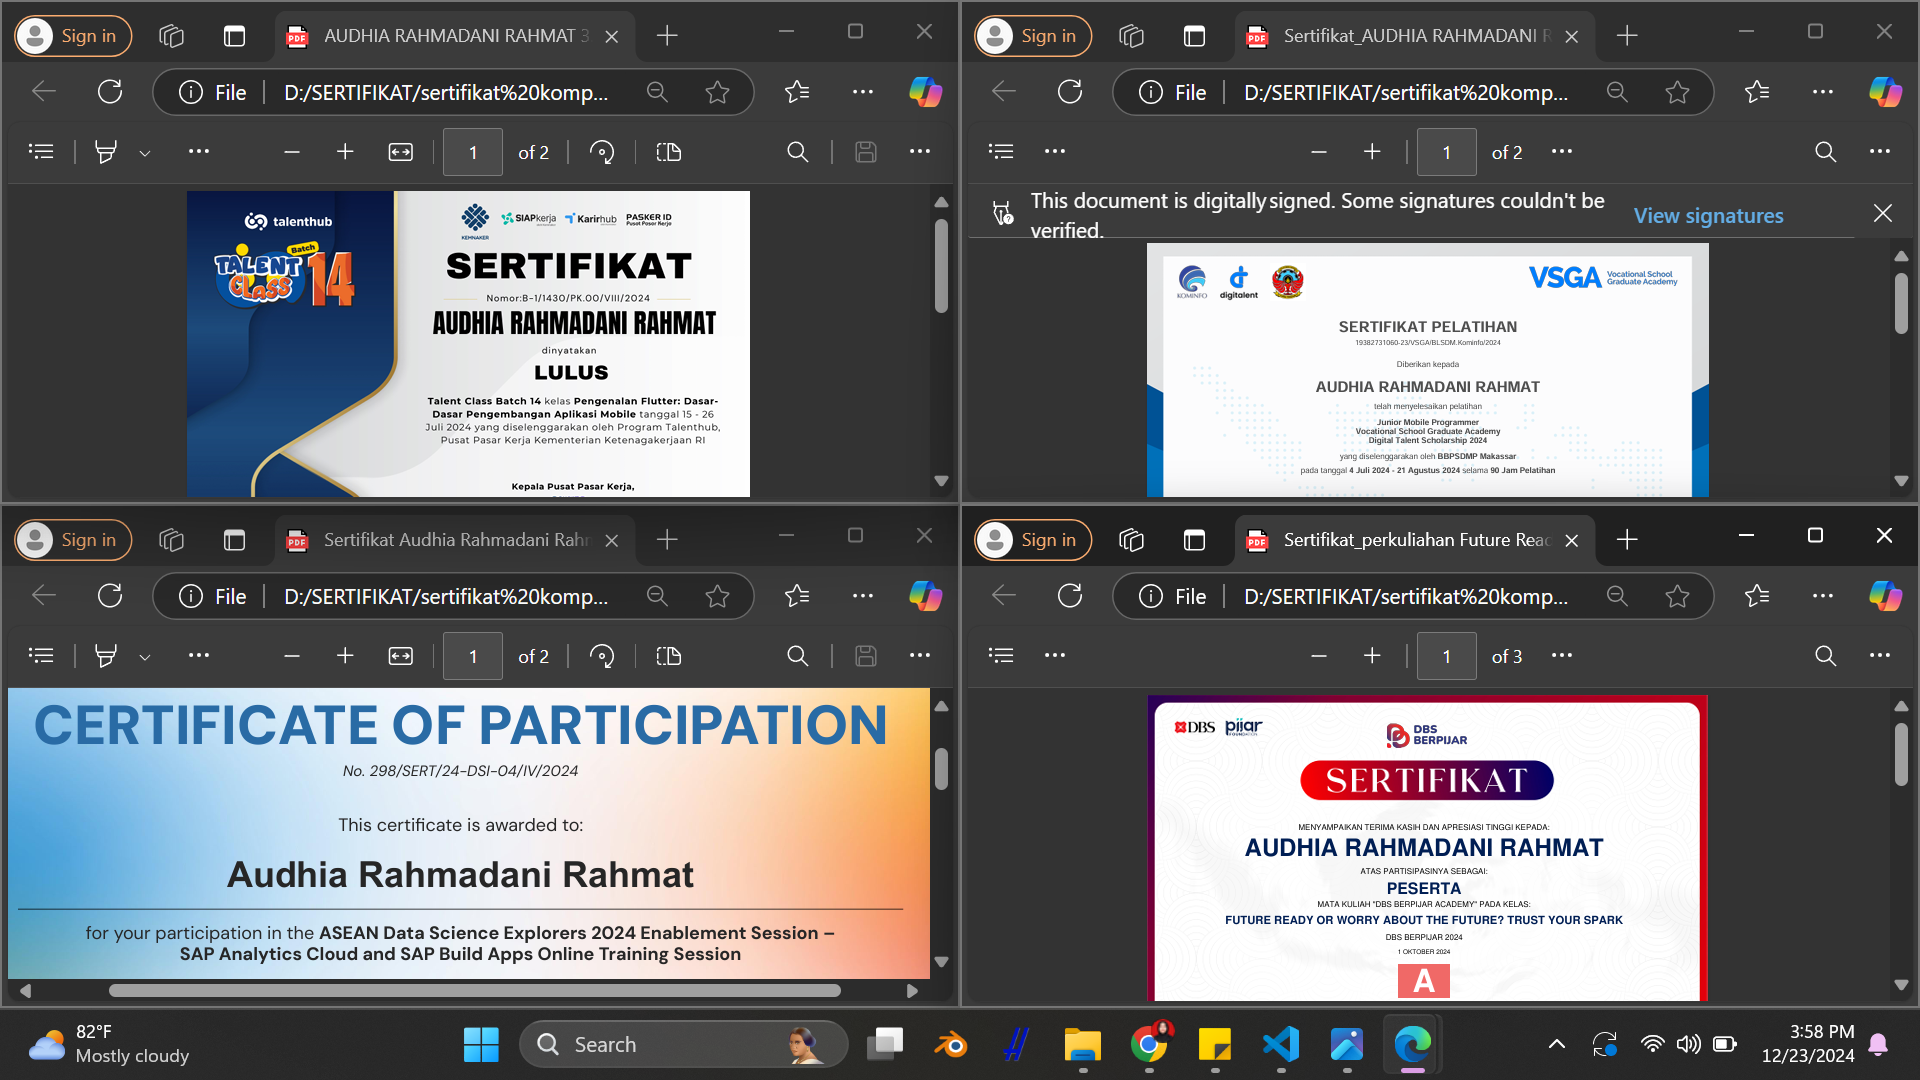 Sign in
AUDHIA RAHMADANI RAHMAT 3
File
D:/SERTIFIKAT/sertifikat%20komp...
1 of 2
talenthub
Batch
TALENT CLASS 14
KEMNAKER
SIAPkerja
Karirhub
PASKER ID
Pusat Pasar Kerja
SERTIFIKAT
Nomor:B-1/1430/PK.00/VIII/2024
AUDHIA RAHMADANI RAHMAT
dinyatakan
LULUS
Talent Class Batch 14 kelas Pengenalan Flutter: Dasar-
Dasar Pengembangan Aplikasi Mobile tanggal 15 - 26
Juli 2024 yang diselenggarakan oleh Program Talenthub,
Pusat Pasar Kerja Kementerian Ketenagakerjaan RI
Kepala Pusat Pasar Kerja,
Sign in
Sertifikat_AUDHIA RAHMADANI R
File
D:/SERTIFIKAT/sertifikat%20komp...
1 of 2
This document is digitally signed. Some signatures couldn't be
verified.
View signatures
KOMINFO
digitalent
VSGA
Vocational School
Graduate Academy
SERTIFIKAT PELATIHAN
19382731060-23/VSGA/BLSDM.Kominfo/2024
Diberikan kepada
AUDHIA RAHMADANI RAHMAT
telah menyelesaikan pelatihan
Junior Mobile Programmer
Vocational School Graduate Academy
Digital Talent Scholarship 2024
yang diselenggarakan oleh BBPSDMP Makassar
pada tanggal 4 Juli 2024 - 21 Agustus 2024 selama 90 Jam Pelatihan
Sign in
Sertifikat Audhia Rahmadani Rahm
File
D:/SERTIFIKAT/sertifikat%20komp...
1 of 2
CERTIFICATE OF PARTICIPATION
No. 298/SERT/24-DSI-04/IV/2024
This certificate is awarded to:
Audhia Rahmadani Rahmat
for your participation in the ASEAN Data Science Explorers 2024 Enablement Session –
SAP Analytics Cloud and SAP Build Apps Online Training Session
Sign in
Sertifikat_perkuliahan Future Reac
File
D:/SERTIFIKAT/sertifikat%20komp...
1 of 3
DBS
pijar
FOUNDATION
DBS
BERPIJAR
SERTIFIKAT
MENYAMPAIKAN TERIMA KASIH DAN APRESIASI TINGGI KEPADA:
AUDHIA RAHMADANI RAHMAT
ATAS PARTISIPASINYA SEBAGAI:
PESERTA
MATA KULIAH "DBS BERPIJAR ACADEMY" PADA KELAS:
FUTURE READY OR WORRY ABOUT THE FUTURE? TRUST YOUR SPARK
DBS BERPIJAR 2024
1 OKTOBER 2024
A
82°F
Mostly cloudy
Search
3:58 PM
12/23/2024